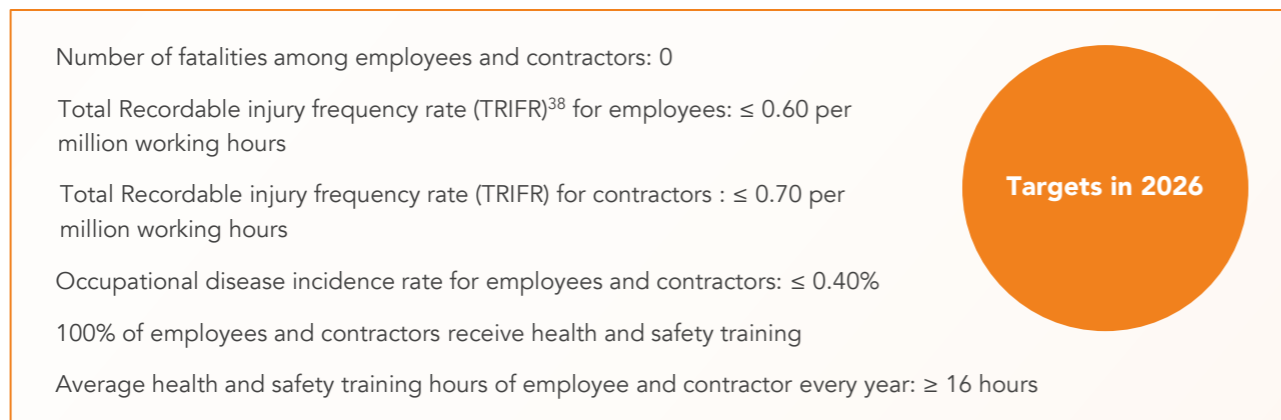 Number of fatalities among employees and contractors: 0
Total Recordable injury frequency rate (TRIFR)³⁸ for employees: ≤ 0.60 per
million working hours
Total Recordable injury frequency rate (TRIFR) for contractors : ≤ 0.70 per
million working hours
Targets in 2026
Occupational disease incidence rate for employees and contractors: ≤ 0.40%
100% of employees and contractors receive health and safety training
Average health and safety training hours of employee and contractor every year: ≥ 16 hours